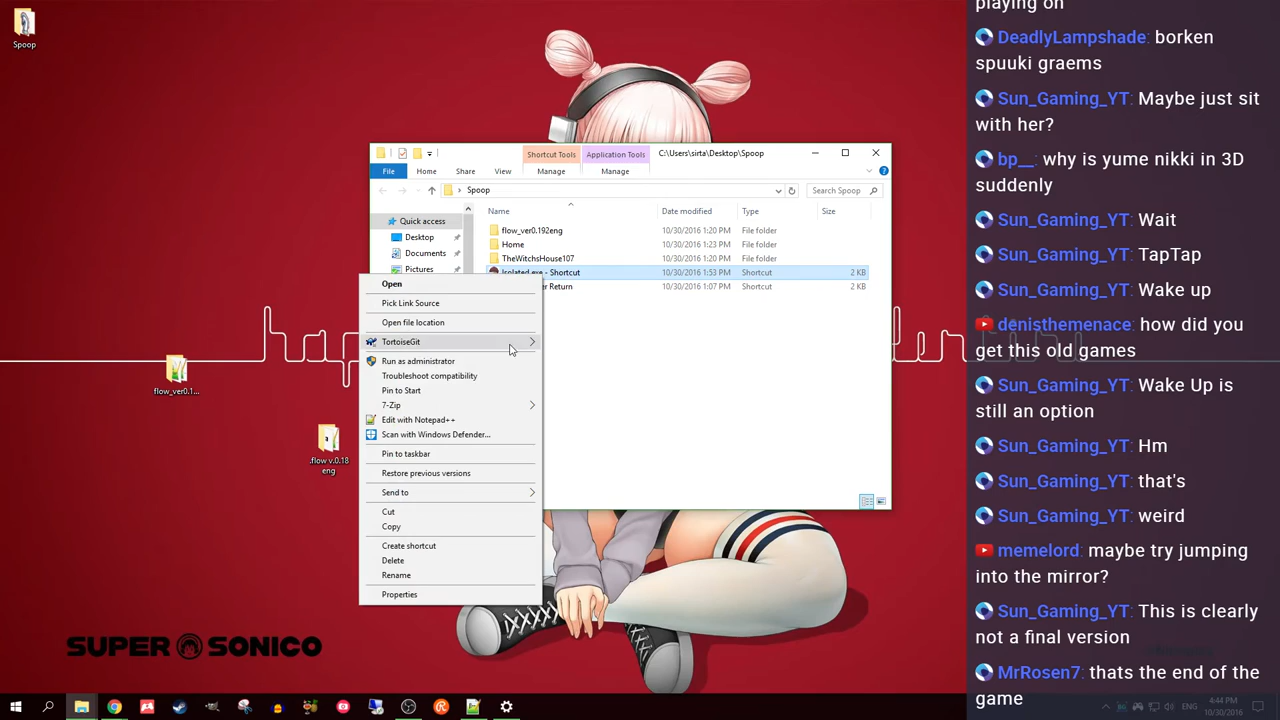 Spoop
C:\Users\sirta\Desktop\Spoop
Shortcut Tools
Application Tools
File
Home
Share
View
Manage
Manage
Spoop
Search Spoop
Name
Date modified
Type
Size
Quick access
Desktop
Documents
Pictures
flow_ver0.192eng
10/30/2016 1:20 PM
File folder
Home
10/30/2016 1:23 PM
File folder
TheWitchsHouse107
10/30/2016 1:20 PM
File folder
Isolated.exe - Shortcut
10/30/2016 1:53 PM
Shortcut
2 KB
Return
10/30/2016 1:07 PM
Shortcut
2 KB
Open
Pick Link Source
Open file location
TortoiseGit
Run as administrator
Troubleshoot compatibility
Pin to Start
7-Zip
Edit with Notepad++
Scan with Windows Defender...
Pin to taskbar
Restore previous versions
Send to
Cut
Copy
Create shortcut
Delete
Rename
Properties
flow_ver0.1...
.flow v.0.18
eng
SUPER SONICO
playing on
DeadlyLampshade: borken
spuuki graems
Sun_Gaming_YT: Maybe just sit
with her?
bp__: why is yume nikki in 3D
suddenly
Sun_Gaming_YT: Wait
Sun_Gaming_YT: TapTap
Sun_Gaming_YT: Wake up
denisthemenace: how did you
get this old games
Sun_Gaming_YT: Wake Up is
still an option
Sun_Gaming_YT: Hm
Sun_Gaming_YT: that's
Sun_Gaming_YT: weird
memelord: maybe try jumping
into the mirror?
Sun_Gaming_YT: This is clearly
not a final version
MrRosen7: thats the end of the
game
4:44 PM
10/30/2016